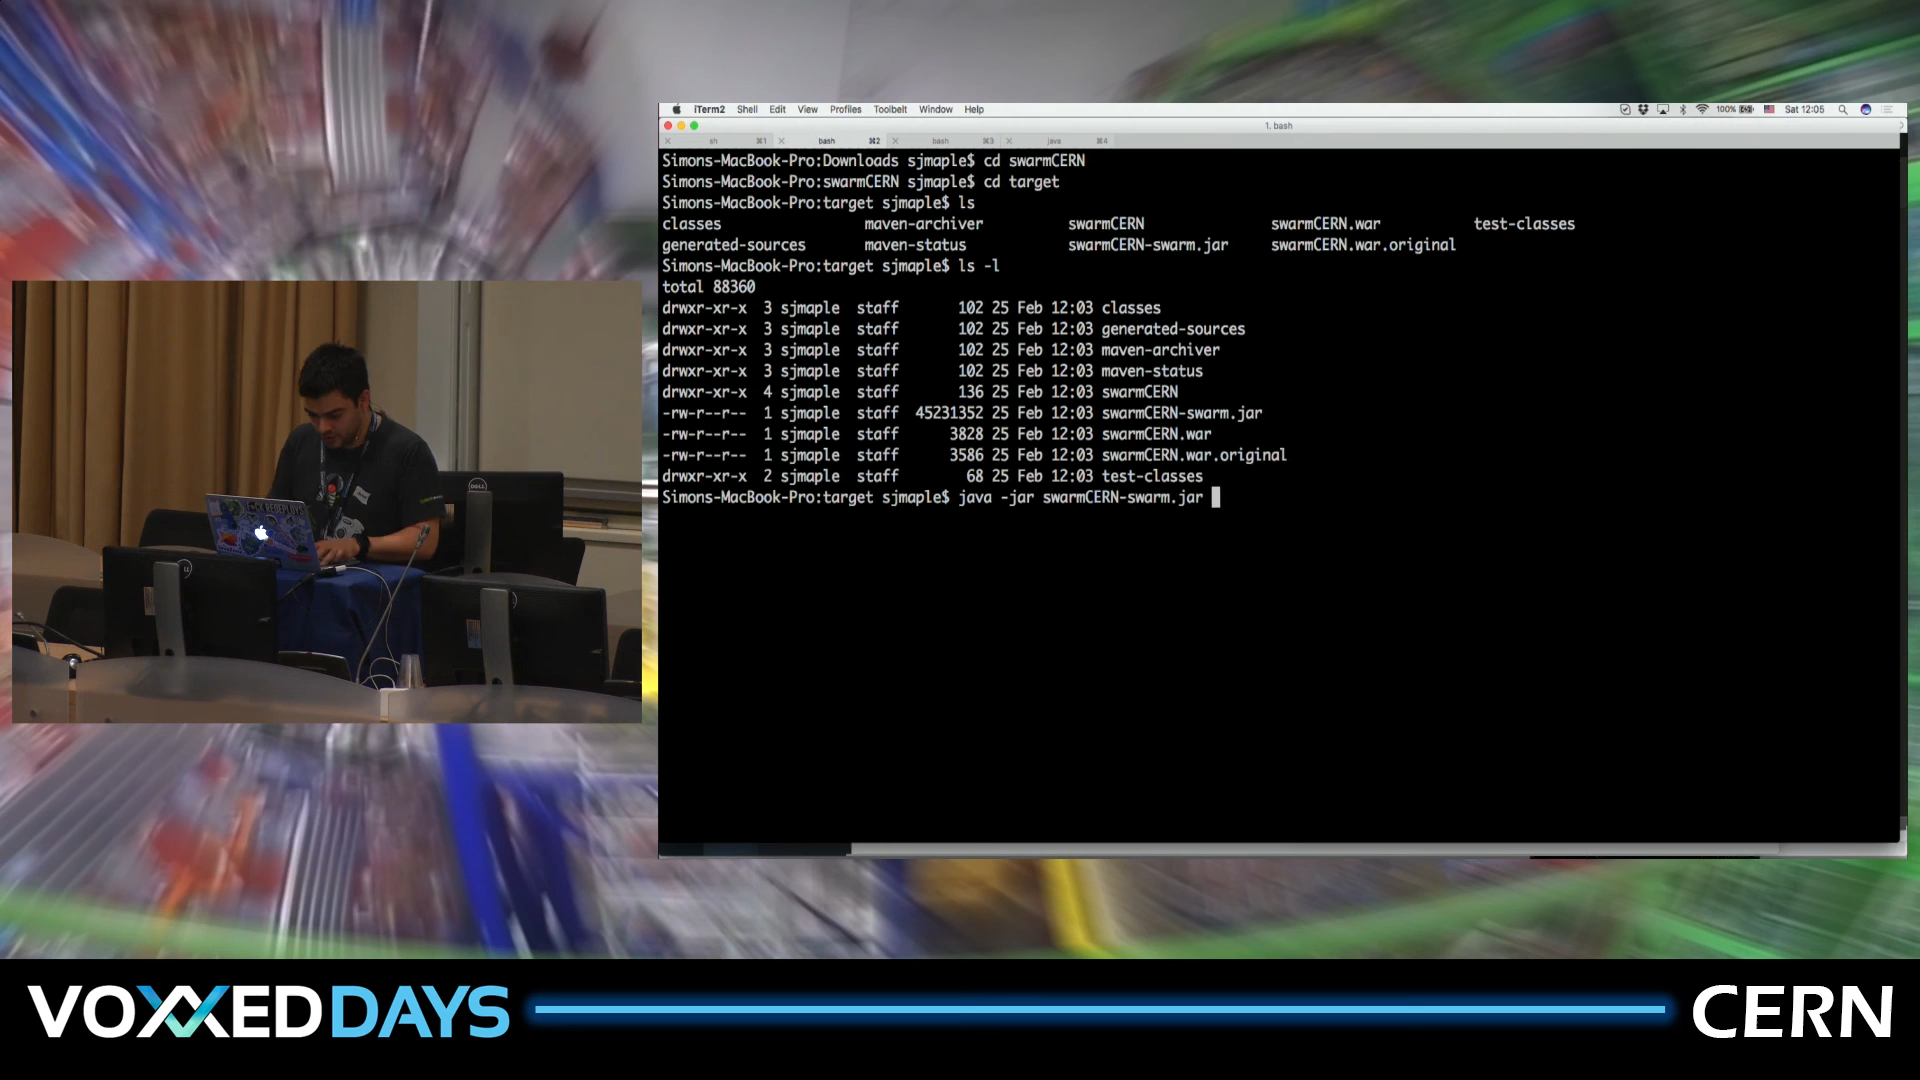 iTerm2 Shell Edit View Profiles Toolbelt Window Help 100% Sat 12:05
1. bash
sh ⌘1 bash ⌘2 bash ⌘3 java ⌘4
Simons-MacBook-Pro:Downloads sjmaple$ cd swarmCERN
Simons-MacBook-Pro:swarmCERN sjmaple$ cd target
Simons-MacBook-Pro:target sjmaple$ ls
classes maven-archiver swarmCERN swarmCERN.war test-classes
generated-sources maven-status swarmCERN-swarm.jar swarmCERN.war.original
Simons-MacBook-Pro:target sjmaple$ ls -l
total 88360
drwxr-xr-x 3 sjmaple staff 102 25 Feb 12:03 classes
drwxr-xr-x 3 sjmaple staff 102 25 Feb 12:03 generated-sources
drwxr-xr-x 3 sjmaple staff 102 25 Feb 12:03 maven-archiver
drwxr-xr-x 3 sjmaple staff 102 25 Feb 12:03 maven-status
drwxr-xr-x 4 sjmaple staff 136 25 Feb 12:03 swarmCERN
-rw-r--r-- 1 sjmaple staff 45231352 25 Feb 12:03 swarmCERN-swarm.jar
-rw-r--r-- 1 sjmaple staff 3828 25 Feb 12:03 swarmCERN.war
-rw-r--r-- 1 sjmaple staff 3586 25 Feb 12:03 swarmCERN.war.original
drwxr-xr-x 2 sjmaple staff 68 25 Feb 12:03 test-classes
Simons-MacBook-Pro:target sjmaple$ java -jar swarmCERN-swarm.jar
DELL
VOXXED DAYS
CERN